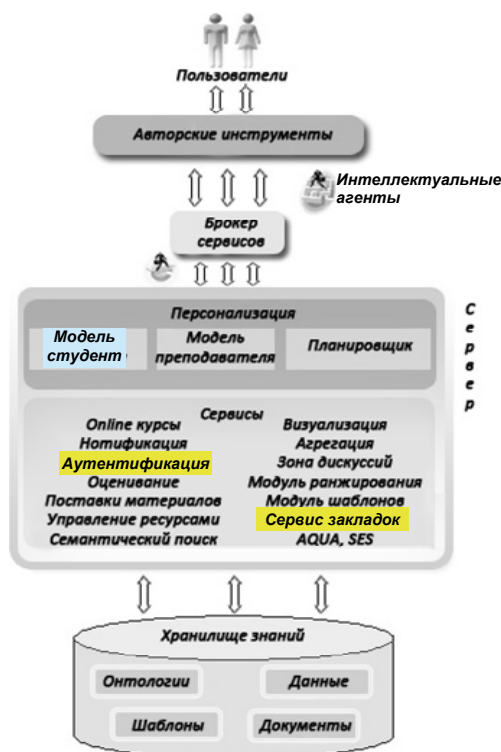 Пользователи
Авторские инструменты
Интеллектуальные
агенты
Брокер
сервисов
Сервер
Персонализация
Модель
студент
Модель
преподавателя
Планировщик
Сервисы
Online курсы
Нотификация
Аутентификация
Оценивание
Поставки материалов
Управление ресурсами
Семантический поиск
Визуализация
Агрегация
Зона дискуссий
Модуль ранжирования
Модуль шаблонов
Сервис закладок
AQUA, SES
Хранилище знаний
Онтологии
Данные
Шаблоны
Документы